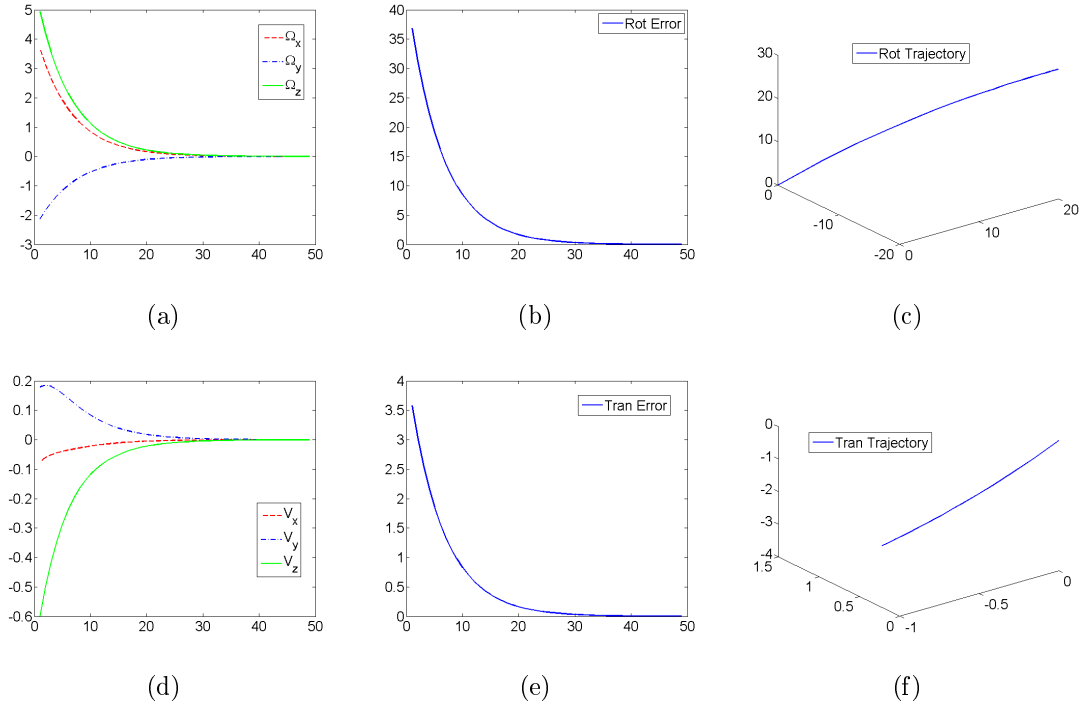 5
4
3
2
1
0
-1
-2
-3
0 10 20 30 40 50
Ωx
Ωy
Ωz
(a)
40
35
30
25
20
15
10
5
0
0 10 20 30 40 50
Rot Error
(b)
30
20
10
0
0
-10
-20
0
10
20
Rot Trajectory
(c)
0.2
0.1
0
-0.1
-0.2
-0.3
-0.4
-0.5
-0.6
0 10 20 30 40 50
Vx
Vy
Vz
(d)
4
3.5
3
2.5
2
1.5
1
0.5
0
0 10 20 30 40 50
Tran Error
(e)
0
-1
-2
-3
-4
1.5
1
0.5
0
-1
-0.5
0
Tran Trajectory
(f)